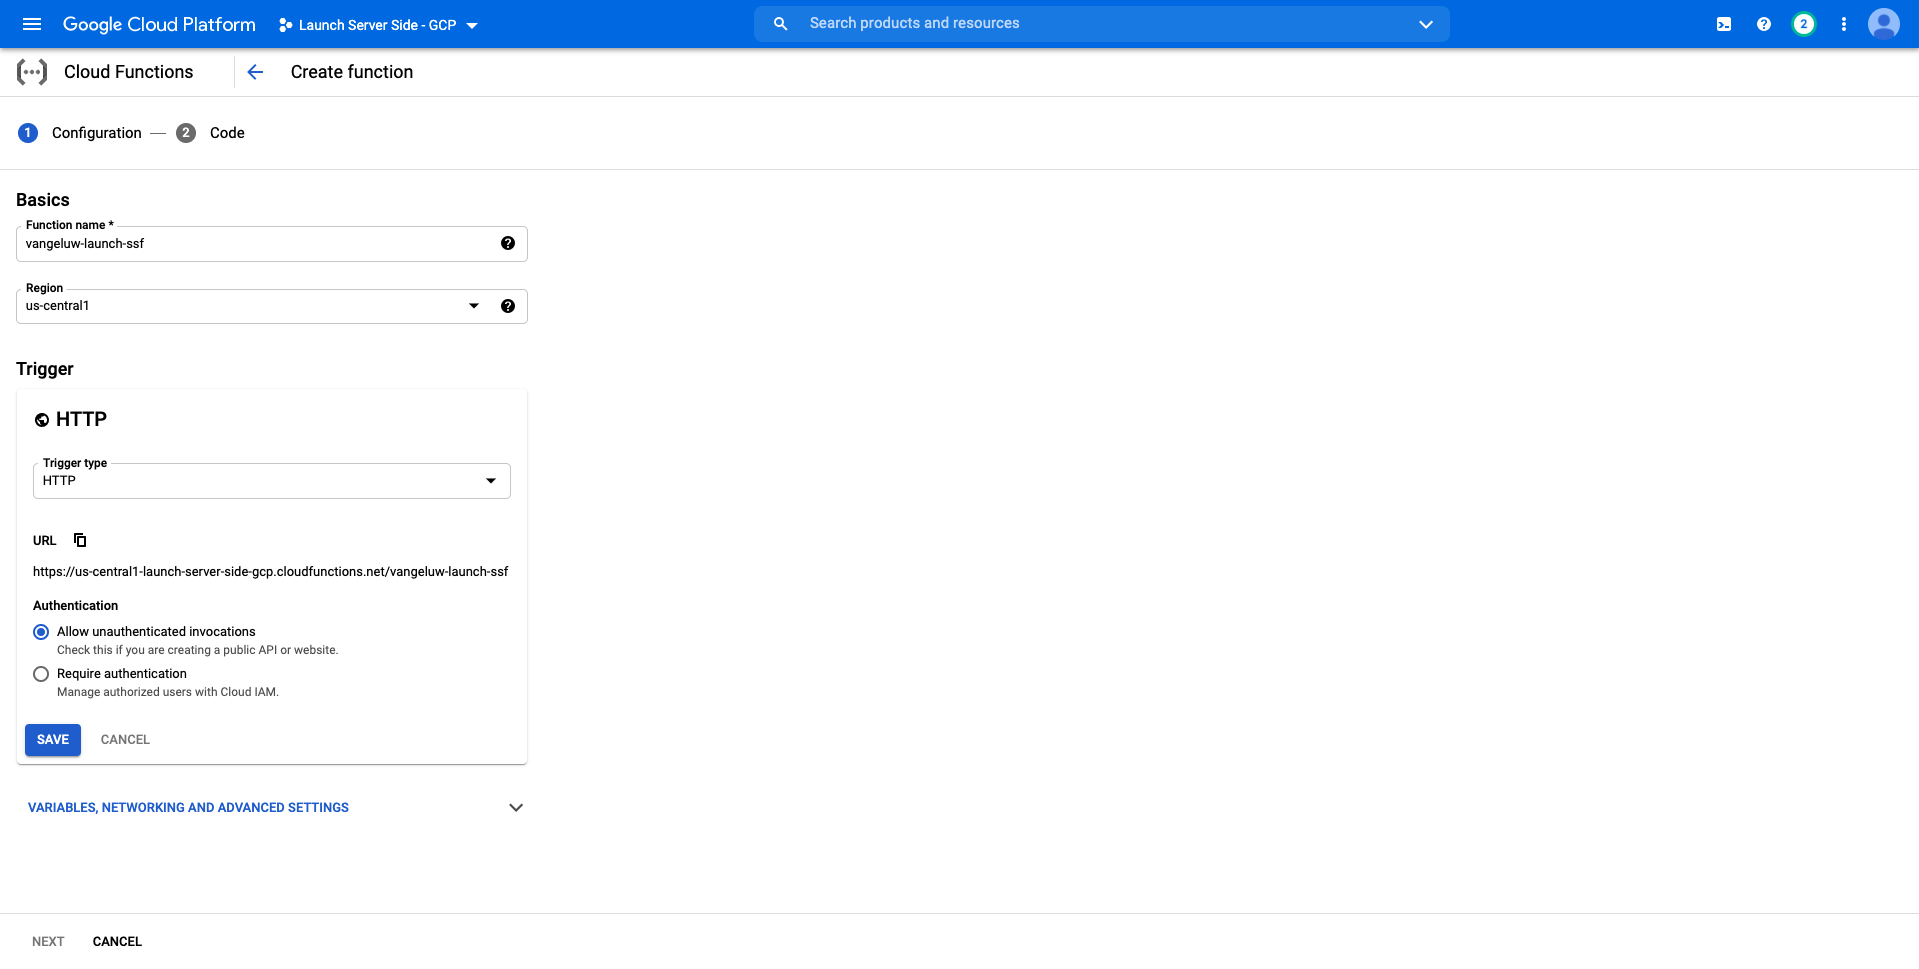 Google Cloud Platform
Launch Server Side - GCP
Search products and resources
2
Cloud Functions
Create function
1 Configuration — 2 Code
Basics
Function name *
vangeluw-launch-ssf
Region
us-central1
Trigger
HTTP
Trigger type
HTTP
URL
https://us-central1-launch-server-side-gcp.cloudfunctions.net/vangeluw-launch-ssf
Authentication
Allow unauthenticated invocations
Check this if you are creating a public API or website.
Require authentication
Manage authorized users with Cloud IAM.
SAVE CANCEL
VARIABLES, NETWORKING AND ADVANCED SETTINGS
NEXT CANCEL